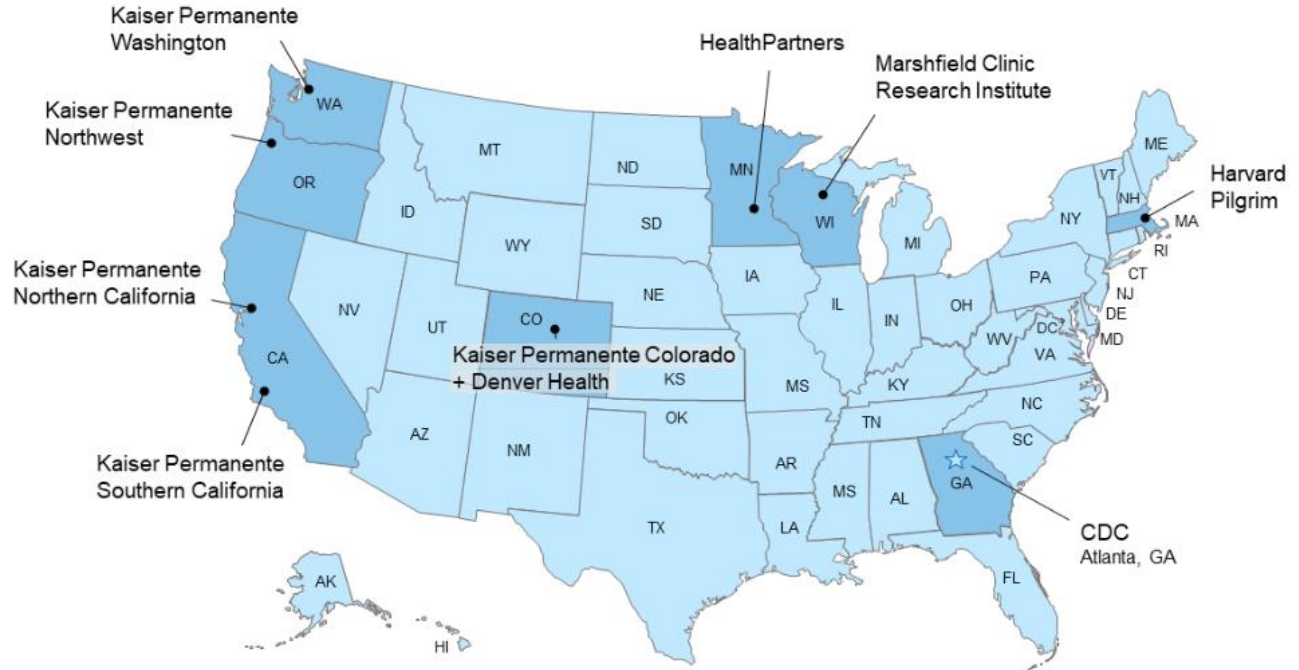 Kaiser Permanente
Washington
HealthPartners
Marshfield Clinic
Research Institute
Kaiser Permanente
Northwest
Harvard
Pilgrim
Kaiser Permanente
Northern California
Kaiser Permanente Colorado
+ Denver Health
Kaiser Permanente
Southern California
CDC
Atlanta, GA
WA
OR
CA
ID
NV
MT
WY
UT
CO
AZ
NM
ND
SD
NE
KS
OK
TX
MN
IA
MS
AR
LA
WI
IL
MI
IN
OH
KY
TN
MS
AL
GA
FL
SC
NC
VA
WV
DC
MD
DE
NJ
PA
NY
CT
RI
MA
VT
NH
ME
AK
HI